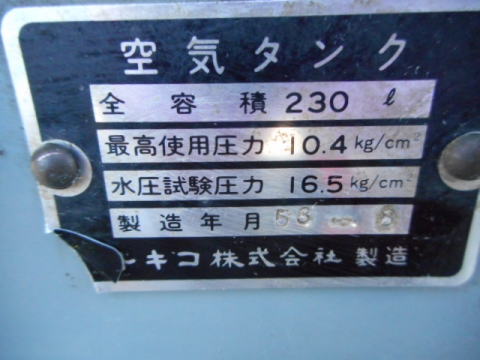 空気タンク
全容積 230 ℓ
最高使用圧力 10.4 kg/cm²
水圧試験圧力 16.5 kg/cm²
製造年月 58-8
ーキコ株式会社 製造